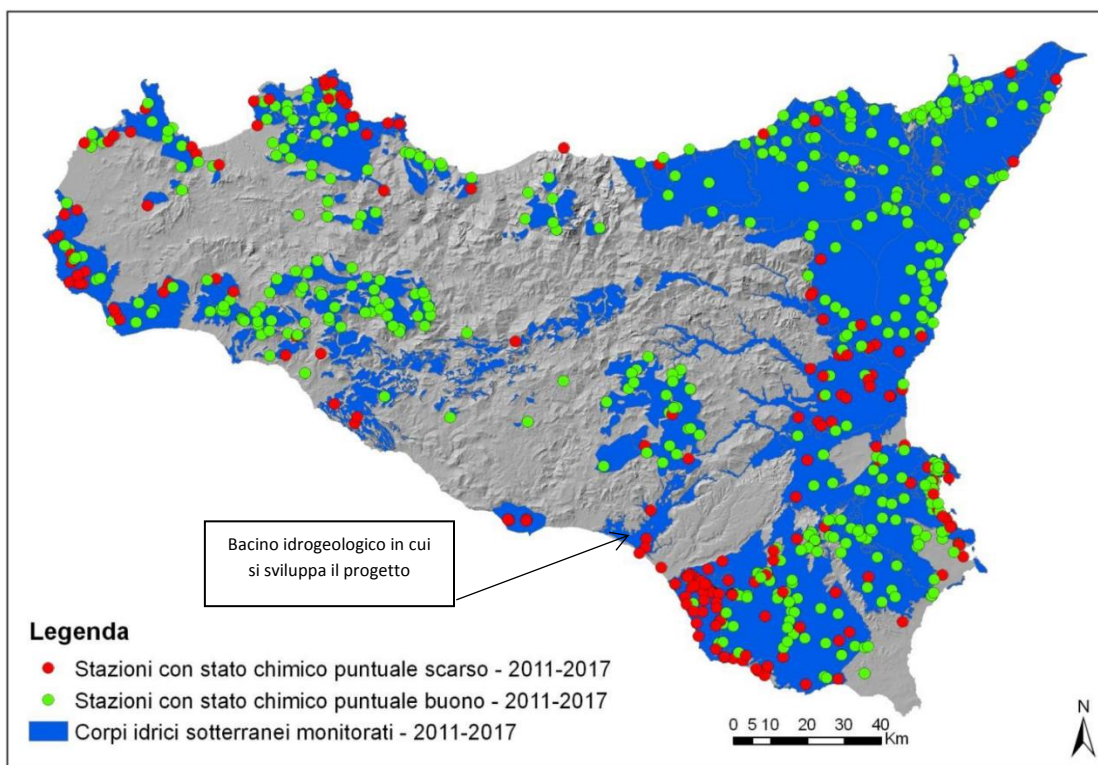 Bacino idrogeologico in cui
si sviluppa il progetto
Legenda
Stazioni con stato chimico puntuale scarso - 2011-2017
Stazioni con stato chimico puntuale buono - 2011-2017
Corpi idrici sotterranei monitorati - 2011-2017
0 5 10 20 30 40
Km
N